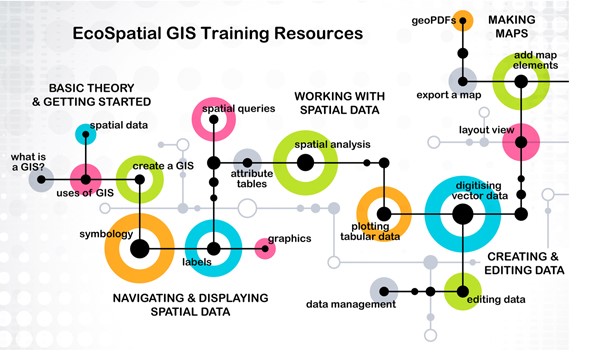 EcoSpatial GIS Training Resources
MAKING
MAPS
geoPDFs
add map
elements
export a map
layout view
BASIC THEORY
& GETTING STARTED
spatial data
what is
a GIS?
uses of GIS
create a GIS
symbology
labels
graphics
NAVIGATING & DISPLAYING
SPATIAL DATA
spatial queries
WORKING WITH
SPATIAL DATA
spatial analysis
attribute
tables
plotting
tabular data
digitising
vector data
CREATING &
EDITING DATA
data management
editing data